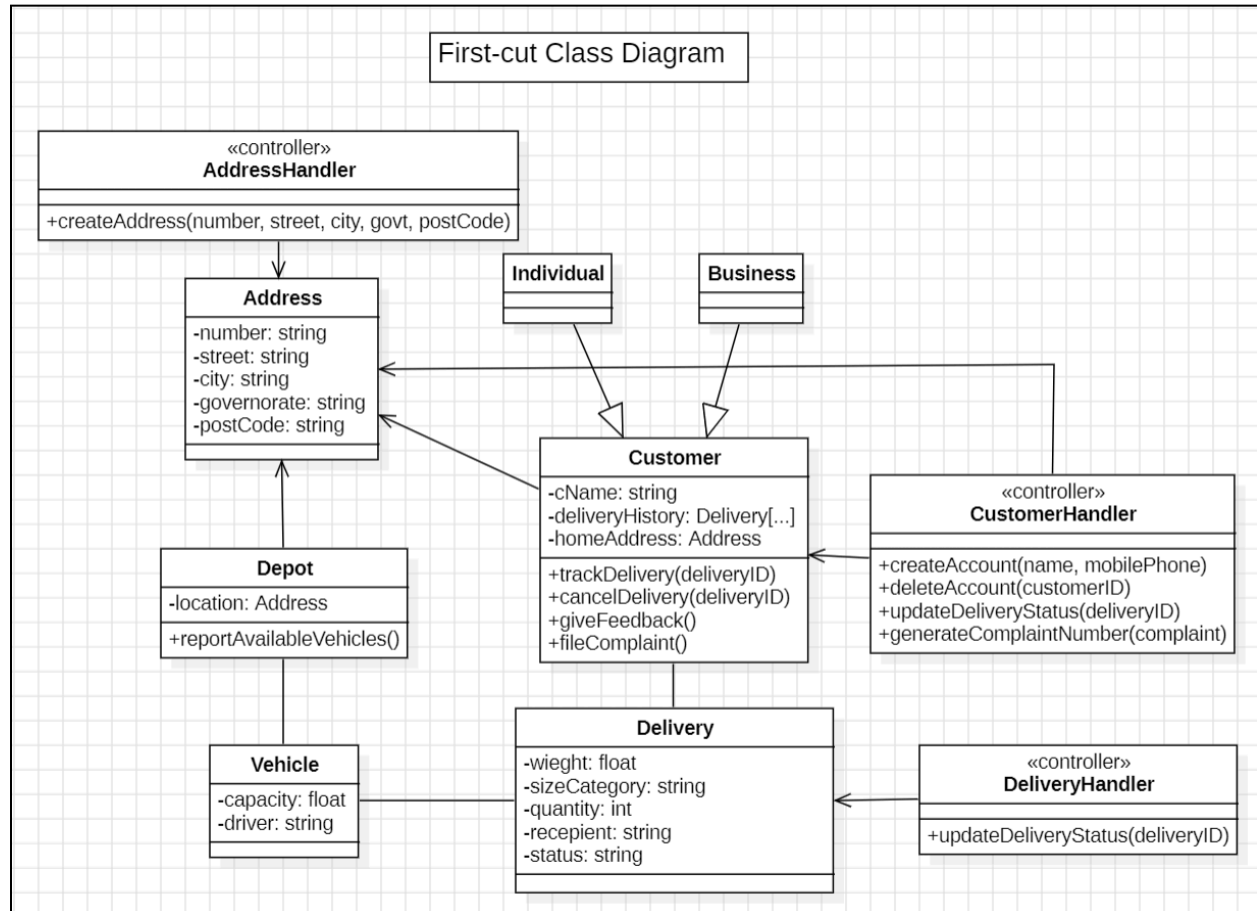 First-cut Class Diagram
«controller»
AddressHandler
+createAddress(number, street, city, govt, postCode)
Address
-number: string
-street: string
-city: string
-governorate: string
-postCode: string
Individual
Business
Customer
-cName: string
-deliveryHistory: Delivery[...]
-homeAddress: Address
+trackDelivery(deliveryID)
+cancelDelivery(deliveryID)
+giveFeedback()
+fileComplaint()
«controller»
CustomerHandler
+createAccount(name, mobilePhone)
+deleteAccount(customerID)
+updateDeliveryStatus(deliveryID)
+generateComplaintNumber(complaint)
Depot
-location: Address
+reportAvailableVehicles()
Vehicle
-capacity: float
-driver: string
Delivery
-wieght: float
-sizeCategory: string
-quantity: int
-recepient: string
-status: string
«controller»
DeliveryHandler
+updateDeliveryStatus(deliveryID)